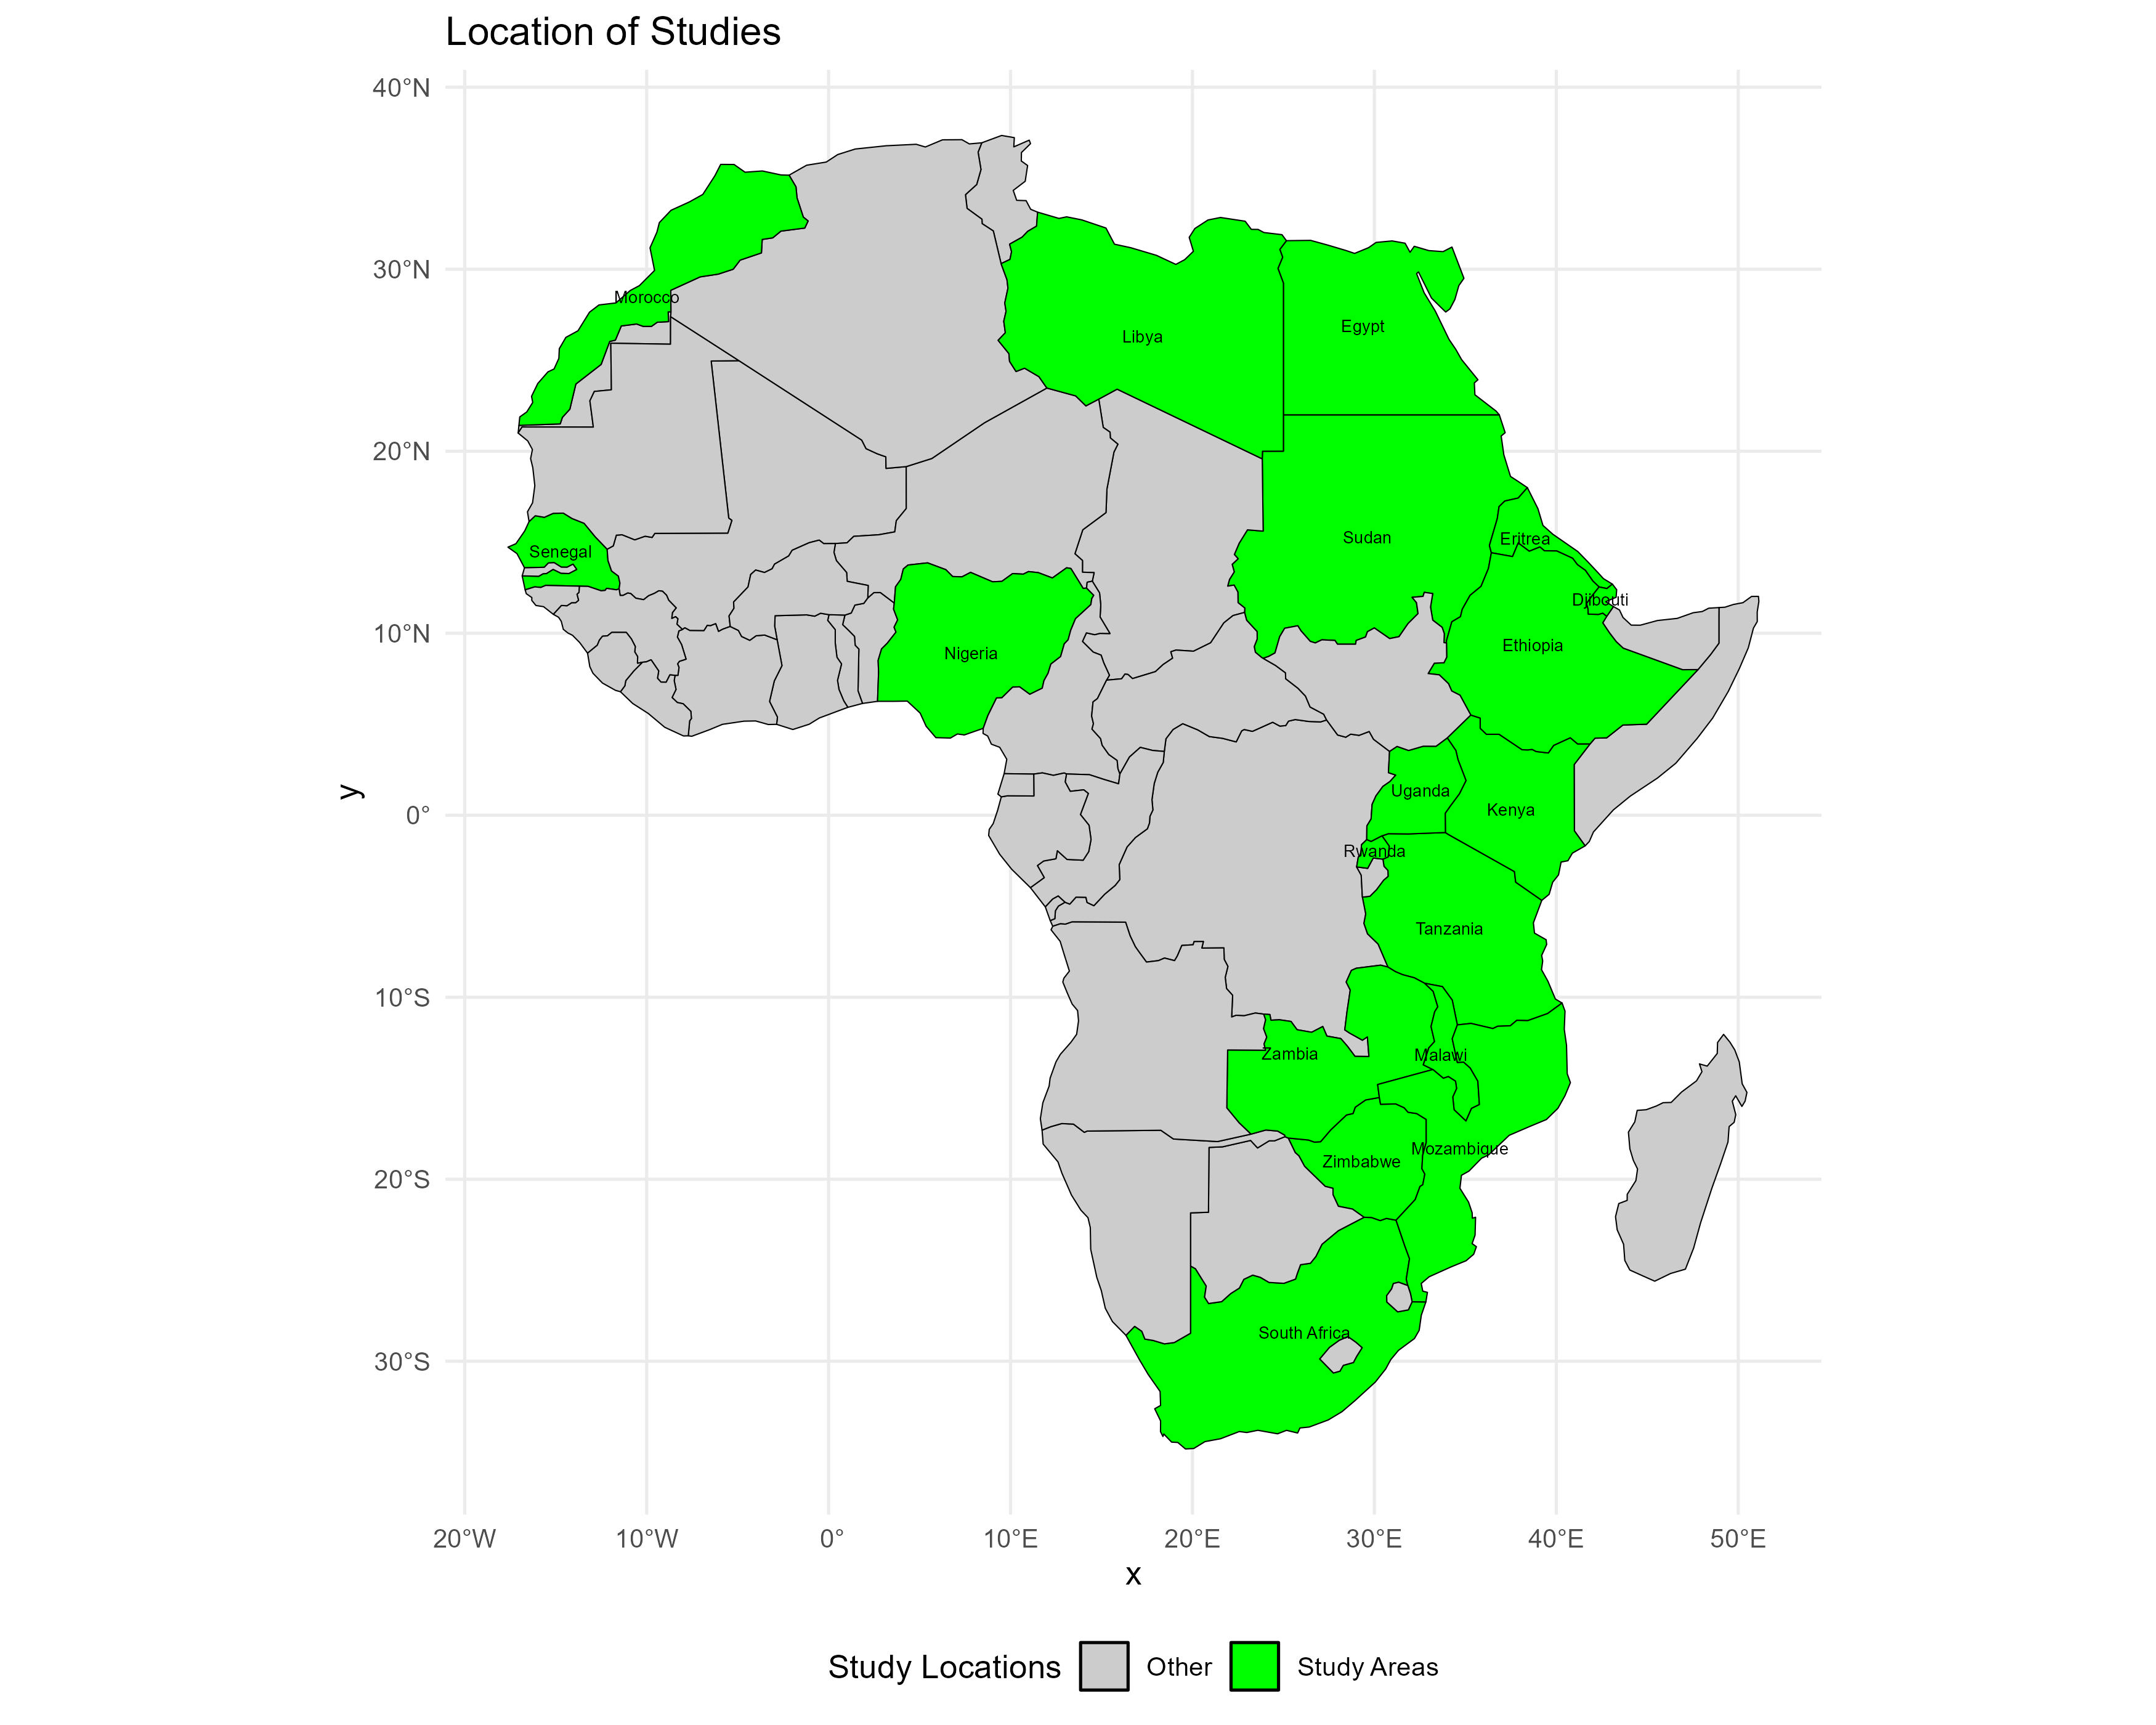 Location of Studies
40°N
30°N
20°N
10°N
0°
10°S
20°S
30°S
y
Morocco
Libya
Egypt
Senegal
Sudan
Eritrea
Djibouti
Ethiopia
Nigeria
Uganda
Kenya
Rwanda
Tanzania
Zambia
Malawi
Mozambique
Zimbabwe
South Africa
20°W
10°W
0°
10°E
20°E
30°E
40°E
50°E
x
Study Locations
Other
Study Areas